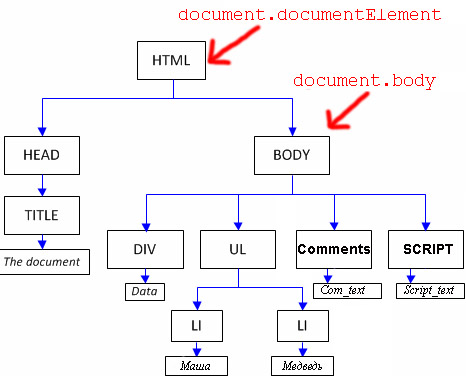 document.documentElement
HTML
document.body
HEAD
BODY
TITLE
DIV
UL
Comments
SCRIPT
The document
Data
Com_text
Script_text
LI
LI
Маша
Медведь